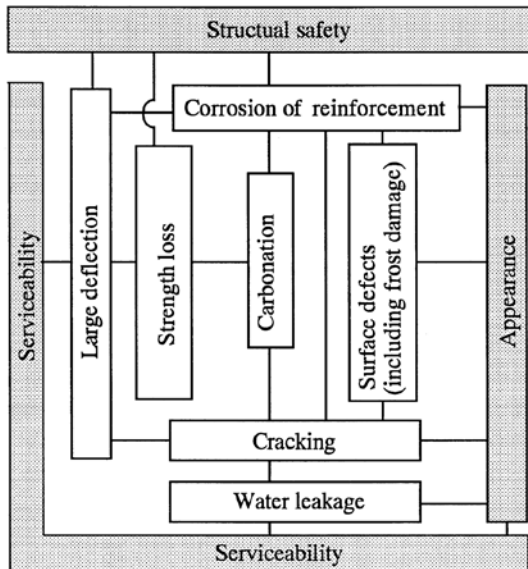 Structual safety
Corrosion of reinforcement
Serviceability
Large deflection
Strength loss
Carbonation
Surface defects
(including frost damage)
Appearance
Cracking
Water leakage
Serviceability